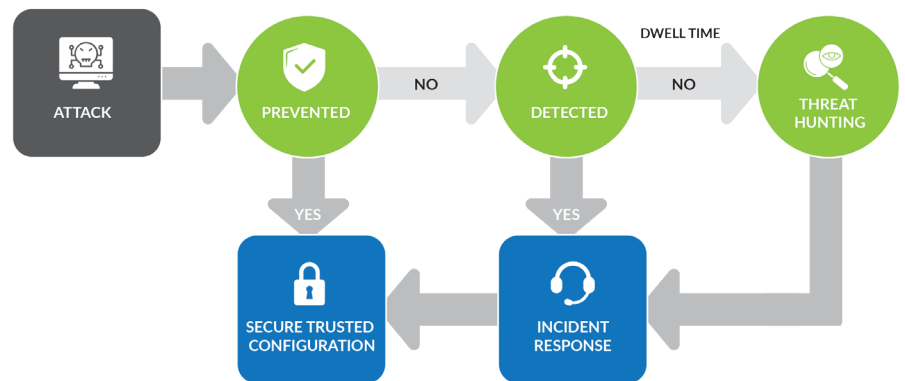 DWELL TIME
ATTACK
PREVENTED
NO
DETECTED
NO
THREAT
HUNTING
YES
YES
SECURE TRUSTED
CONFIGURATION
INCIDENT
RESPONSE